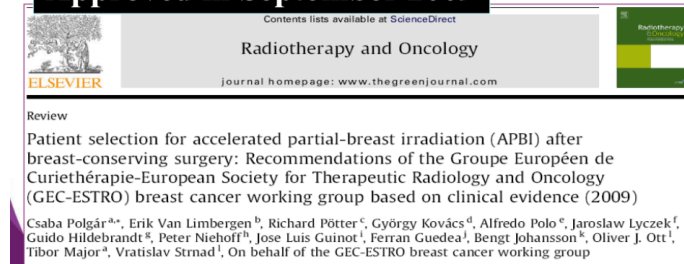 Contents lists available at ScienceDirect
Radiotherapy and Oncology
ELSEVIER
journal homepage: www.thegreenjournal.com
Radiotherapy
&Oncology
Review
Patient selection for accelerated partial-breast irradiation (APBI) after
breast-conserving surgery: Recommendations of the Groupe Européen de
Curiethérapie-European Society for Therapeutic Radiology and Oncology
(GEC-ESTRO) breast cancer working group based on clinical evidence (2009)
Csaba Polgár a,*, Erik Van Limbergen b, Richard Pötter c, György Kovács d, Alfredo Polo e, Jaroslaw Lyczek f,
Guido Hildebrandt g, Peter Niehoff h, Jose Luis Guinot i, Ferran Guedea j, Bengt Johansson k, Oliver J. Ott l,
Tibor Major a, Vratislav Strnad l, On behalf of the GEC-ESTRO breast cancer working group